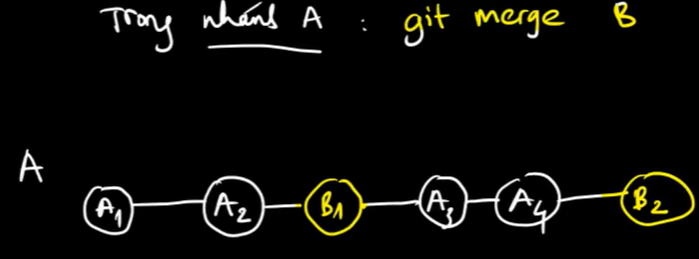 Trong nhánh A : git merge B
A
A1 A2 B1 A3 A4 B2